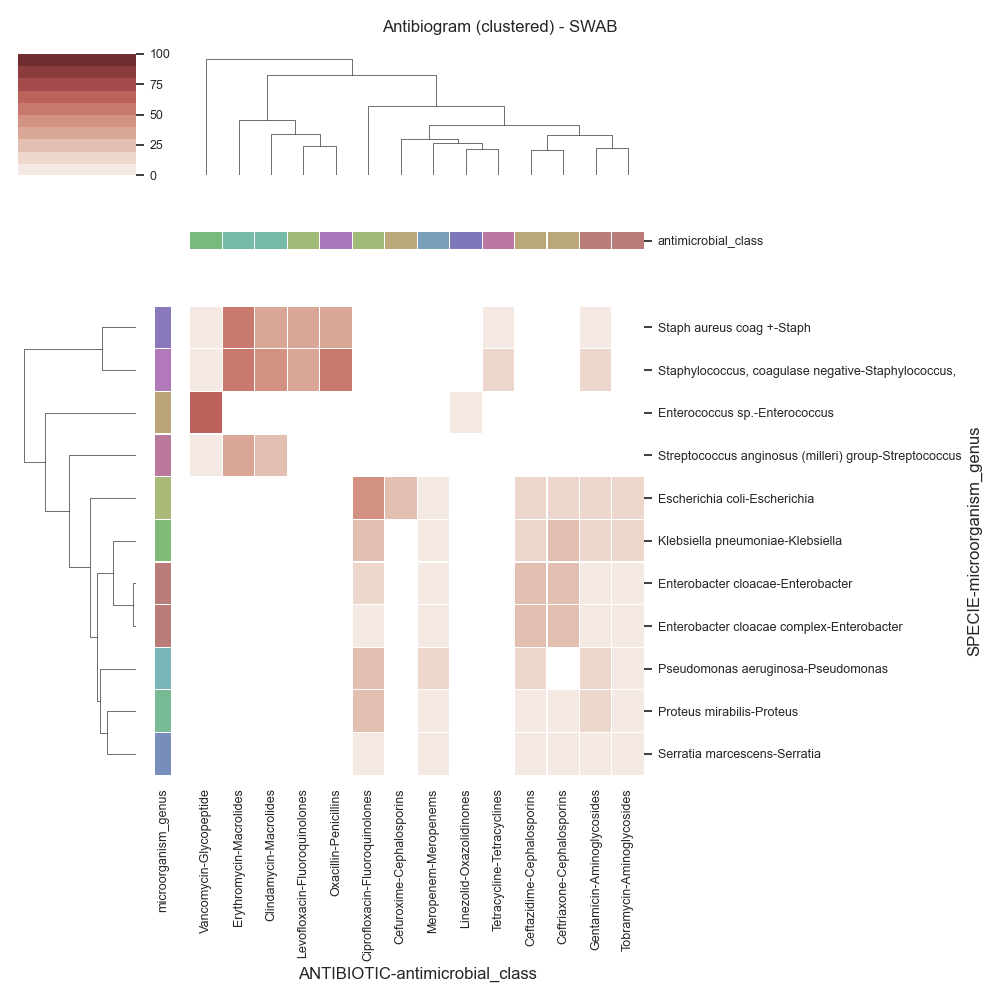 Antibiogram (clustered) - SWAB
100
75
50
25
0
antimicrobial_class
Staph aureus coag +-Staph
Staphylococcus, coagulase negative-Staphylococcus,
Enterococcus sp.-Enterococcus
Streptococcus anginosus (milleri) group-Streptococcus
Escherichia coli-Escherichia
Klebsiella pneumoniae-Klebsiella
Enterobacter cloacae-Enterobacter
Enterobacter cloacae complex-Enterobacter
Pseudomonas aeruginosa-Pseudomonas
Proteus mirabilis-Proteus
Serratia marcescens-Serratia
SPECIE-microorganism_genus
microorganism_genus
Vancomycin-Glycopeptide
Erythromycin-Macrolides
Clindamycin-Macrolides
Levofloxacin-Fluoroquinolones
Oxacillin-Penicillins
Ciprofloxacin-Fluoroquinolones
Cefuroxime-Cephalosporins
Meropenem-Meropenems
Linezolid-Oxazolidinones
Tetracycline-Tetracyclines
Ceftazidime-Cephalosporins
Ceftriaxone-Cephalosporins
Gentamicin-Aminoglycosides
Tobramycin-Aminoglycosides
ANTIBIOTIC-antimicrobial_class